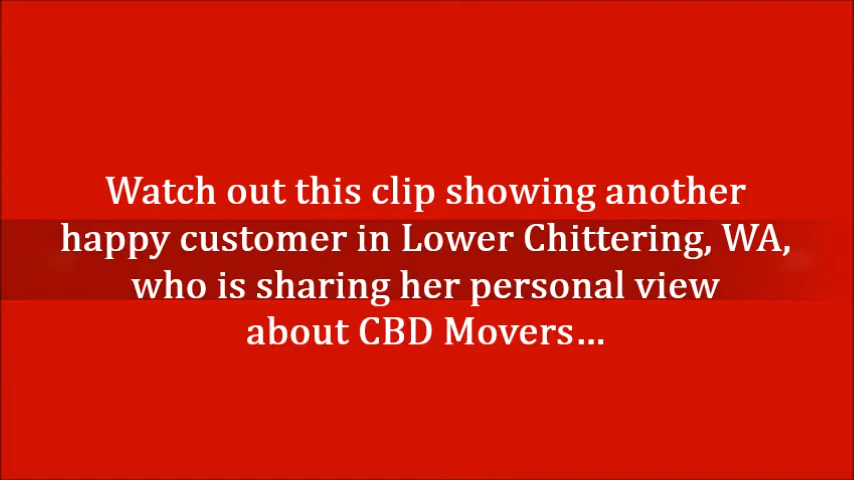 Watch out this clip showing another
happy customer in Lower Chittering, WA,
who is sharing her personal view
about CBD Movers...